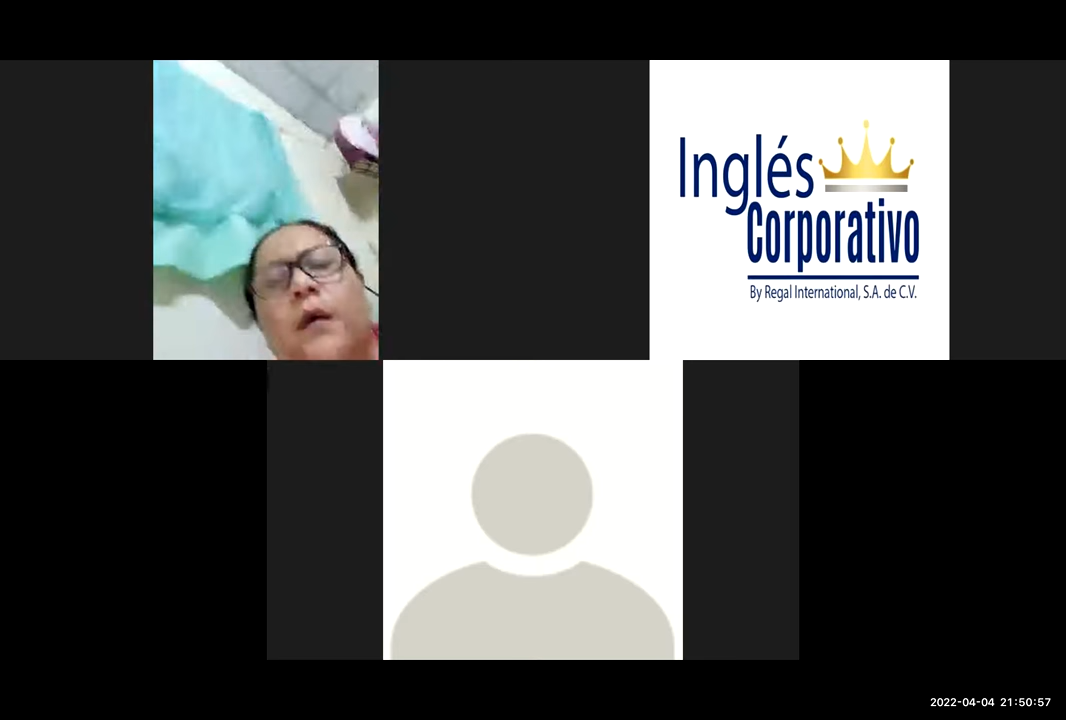 Inglés
Corporativo
By Regal International, S.A. de C.V.
2022-04-04 21:50:57